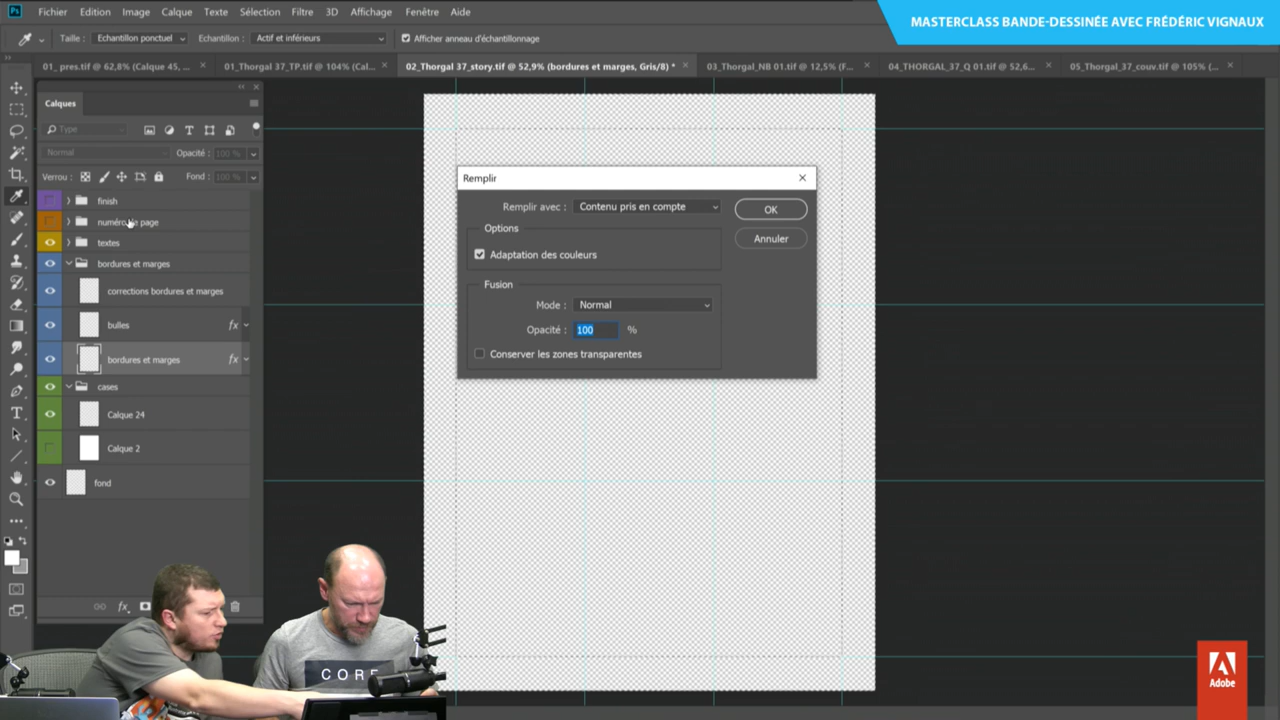 MASTERCLASS BANDE-DESSINÉE AVEC FRÉDÉRIC VIGNAUX
Ps Fichier Edition Image Calque Texte Sélection Filtre 3D Affichage Fenêtre Aide
Taille : Echantillon ponctuel Echantillon : Actif et inférieurs Afficher anneau d'échantillonnage
01_ pres.tif @ 62,8% (Calque 45, ... × 01_Thorgal 37_TP.tif @ 104% (Cal... × 02_Thorgal 37_story.tif @ 52,9% (bordures et marges, Gris/8) * × 03_Thorgal_NB 01.tif @ 12,5% (F... × 04_THORGAL_37_Q 01.tif @ 52,6... × 05_Thorgal_37_couv.tif @ 105% (... ×
Calques
Type
Normal Opacité : 100 %
Verrou : Fond : 100 %
finish
numéro de page
textes
bordures et marges
corrections bordures et marges
bulles fx
bordures et marges fx
cases
Calque 24
Calque 2
fond
fx
Remplir
Remplir avec : Contenu pris en compte OK
Options
Annuler
Adaptation des couleurs
Fusion
Mode : Normal
Opacité : 100 %
Conserver les zones transparentes
CORE
Adobe